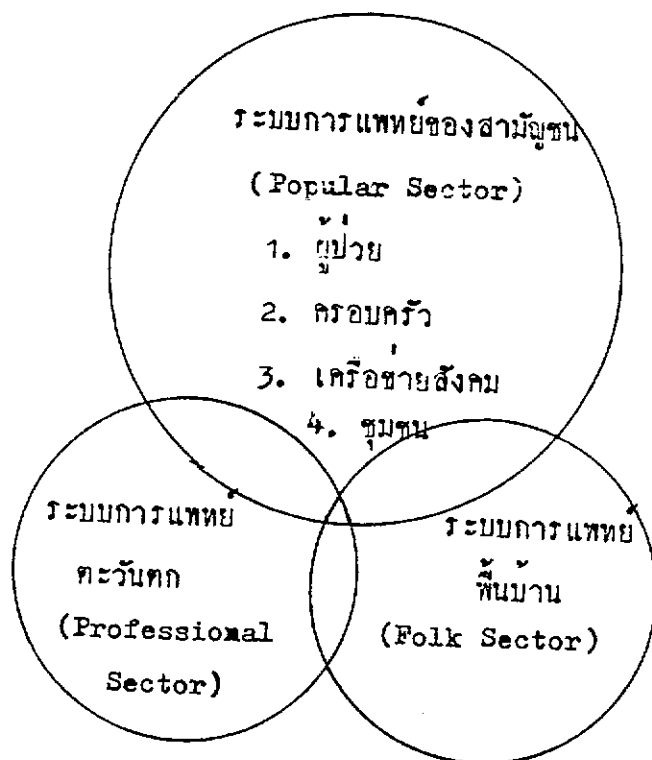 ระบบการแพทย์ของสามัญชน
(Popular Sector)
1. ผู้ป่วย
2. ครอบครัว
3. เครือข่ายสังคม
4. ชุมชน
ระบบการแพทย์
ตะวันตก
(Professional
Sector)
ระบบการแพทย์
พื้นบ้าน
(Folk Sector)